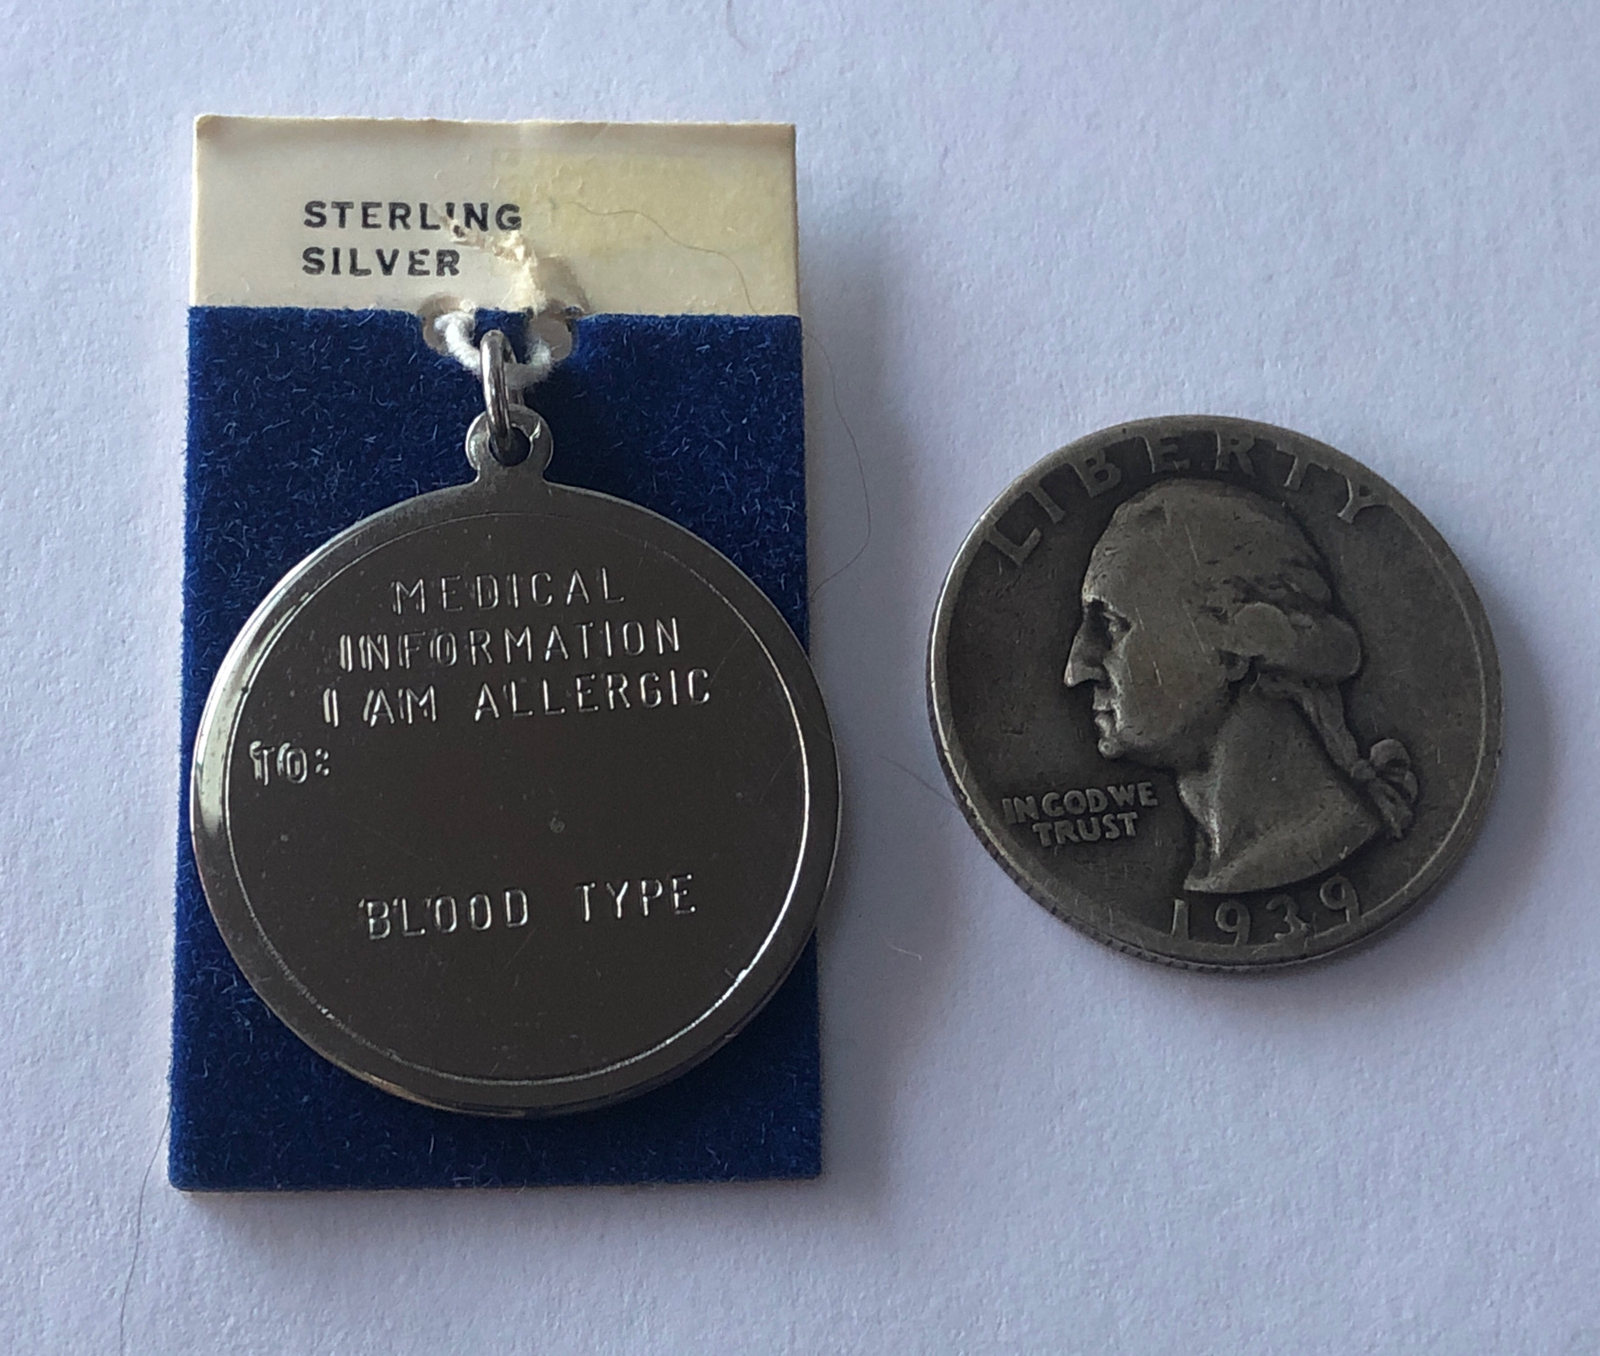 STERLING
SILVER
MEDICAL
INFORMATION
I AM ALLERGIC
TO:
BLOOD TYPE
LIBERTY
IN GOD WE
TRUST
1939